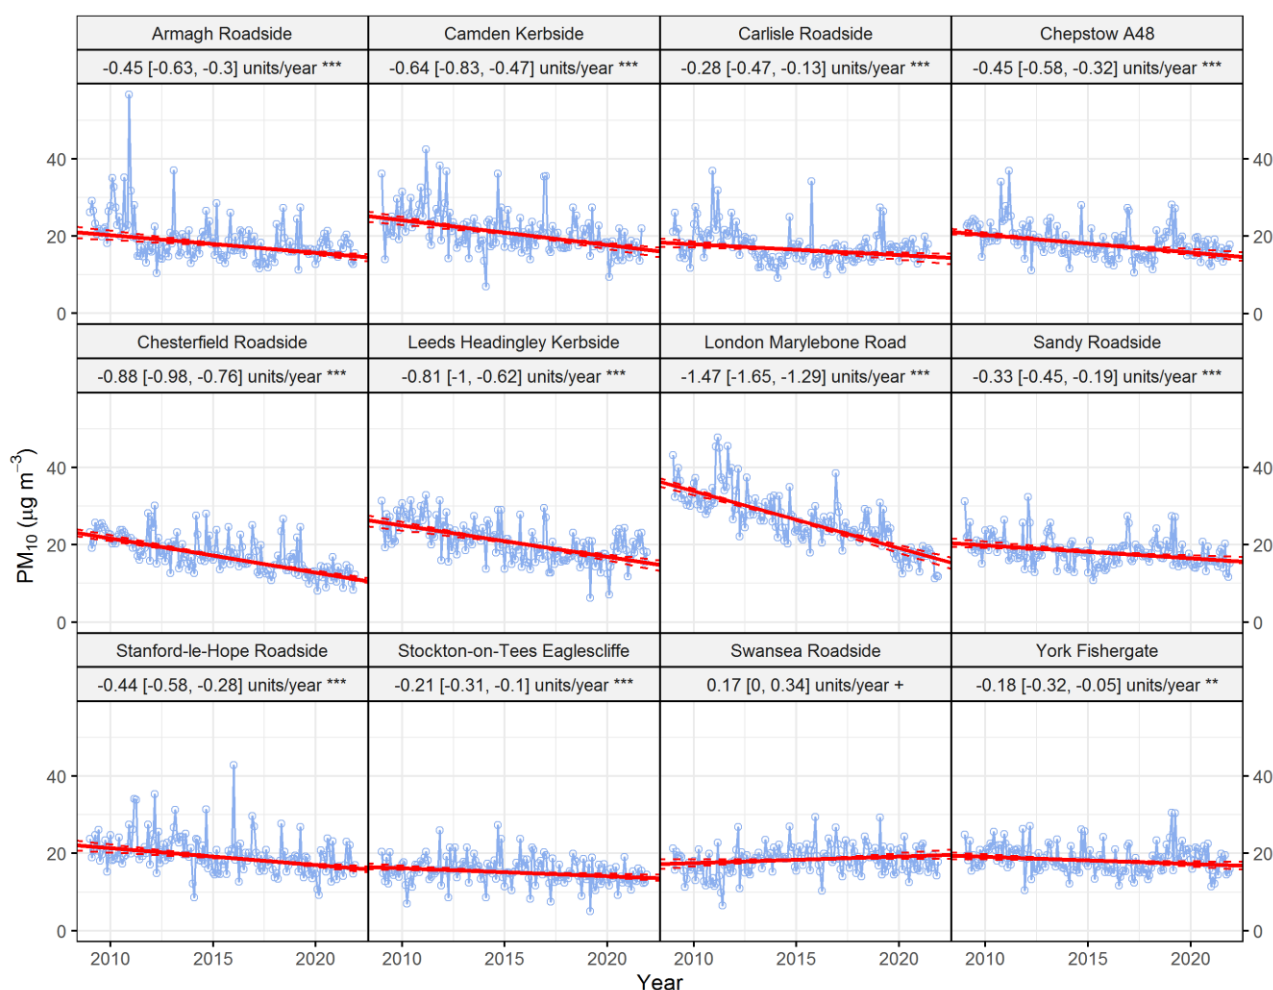 Armagh Roadside
Camden Kerbside
Carlisle Roadside
Chepstow A48
-0.45 [-0.63, -0.3] units/year ***
-0.64 [-0.83, -0.47] units/year ***
-0.28 [-0.47, -0.13] units/year ***
-0.45 [-0.58, -0.32] units/year ***
40
20
0
40
20
0
Chesterfield Roadside
Leeds Headingley Kerbside
London Marylebone Road
Sandy Roadside
-0.88 [-0.98, -0.76] units/year ***
-0.81 [-1, -0.62] units/year ***
-1.47 [-1.65, -1.29] units/year ***
-0.33 [-0.45, -0.19] units/year ***
PM₁₀ (µg m⁻³)
40
20
0
40
20
0
Stanford-le-Hope Roadside
Stockton-on-Tees Eaglescliffe
Swansea Roadside
York Fishergate
-0.44 [-0.58, -0.28] units/year ***
-0.21 [-0.31, -0.1] units/year ***
0.17 [0, 0.34] units/year +
-0.18 [-0.32, -0.05] units/year **
40
20
0
40
20
0
2010 2015 2020
2010 2015 2020
2010 2015 2020
2010 2015 2020
Year